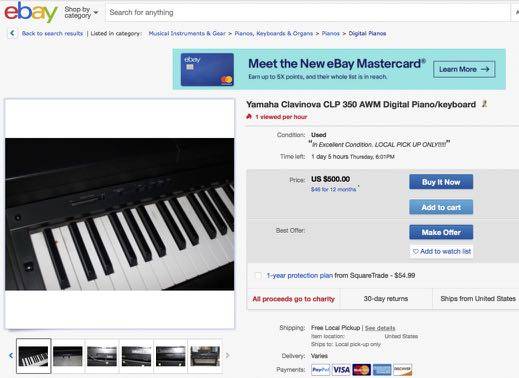 ebay
Shop by
category
Search for anything
Back to search results | Listed in category: Musical Instruments & Gear > Pianos, Keyboards & Organs > Pianos > Digital Pianos
ebay
Meet the New eBay Mastercard®
Earn up to 5X points, and their whole list is in reach.
Learn More →
Yamaha Clavinova CLP 350 AWM Digital Piano/keyboard
1 viewed per hour
Condition: Used
"In Excellent Condition. LOCAL PICK UP ONLY!!!!!"
Time left: 1 day 5 hours Thursday, 6:01PM
Price: US $500.00
$46 for 12 months
Buy It Now
Add to cart
Best Offer:
Make Offer
Add to watch list
1-year protection plan from SquareTrade - $54.99
All proceeds go to charity
30-day returns
Ships from United States
Shipping: Free Local Pickup | See details
Item location: United States
Ships to: Local pick-up only
Delivery: Varies
Payments: PayPal VISA DISCOVER